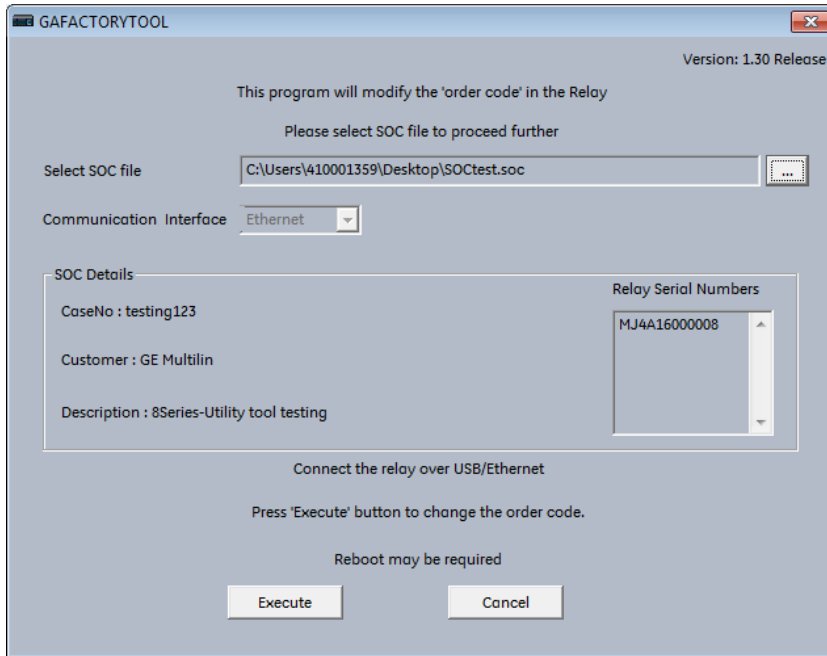 GAFACTORYTOOL
Version: 1.30 Release
This program will modify the 'order code' in the Relay
Please select SOC file to proceed further
Select SOC file
C:\Users\410001359\Desktop\SOCtest.soc
...
Communication Interface
Ethernet
SOC Details
Relay Serial Numbers
CaseNo : testing123
MJ4A16000008
Customer : GE Multilin
Description : 8Series-Utility tool testing
Connect the relay over USB/Ethernet
Press 'Execute' button to change the order code.
Reboot may be required
Execute
Cancel